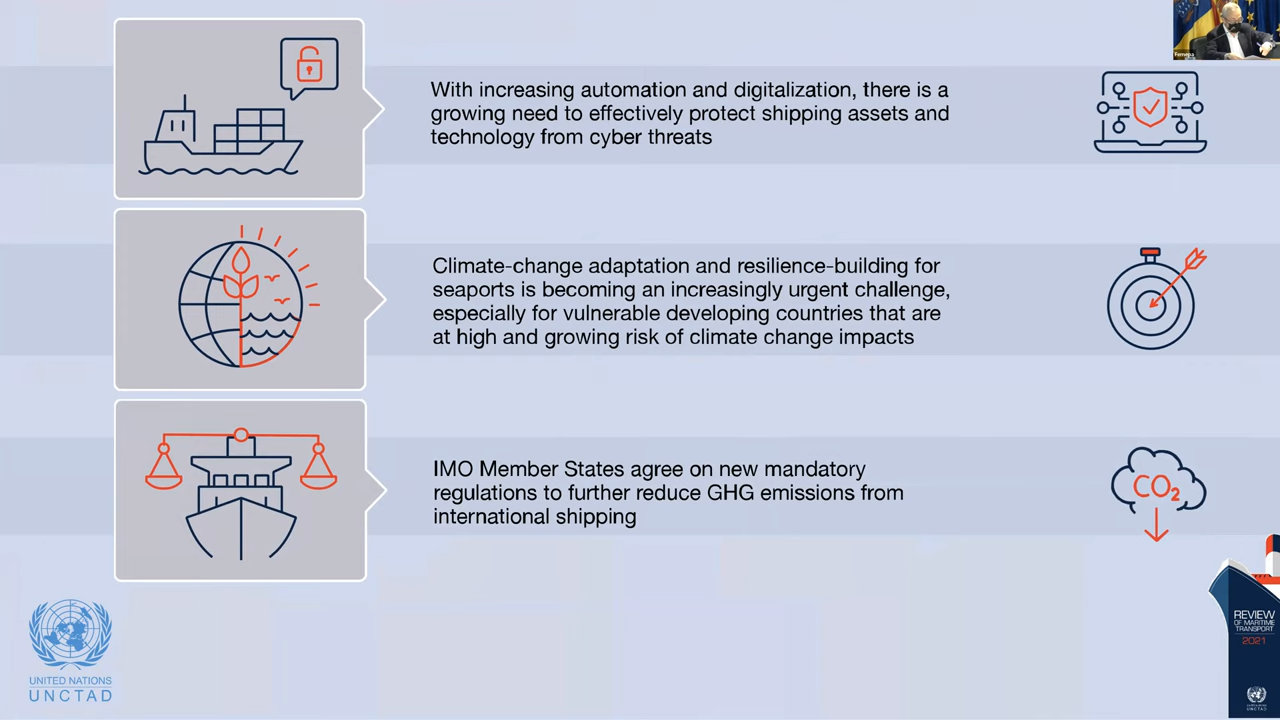 With increasing automation and digitalization, there is a
growing need to effectively protect shipping assets and
technology from cyber threats
Climate-change adaptation and resilience-building for
seaports is becoming an increasingly urgent challenge,
especially for vulnerable developing countries that are
at high and growing risk of climate change impacts
IMO Member States agree on new mandatory
regulations to further reduce GHG emissions from
international shipping
CO₂
UNITED NATIONS
UNCTAD
REVIEW
OF MARITIME
TRANSPORT
2021
UNCTAD